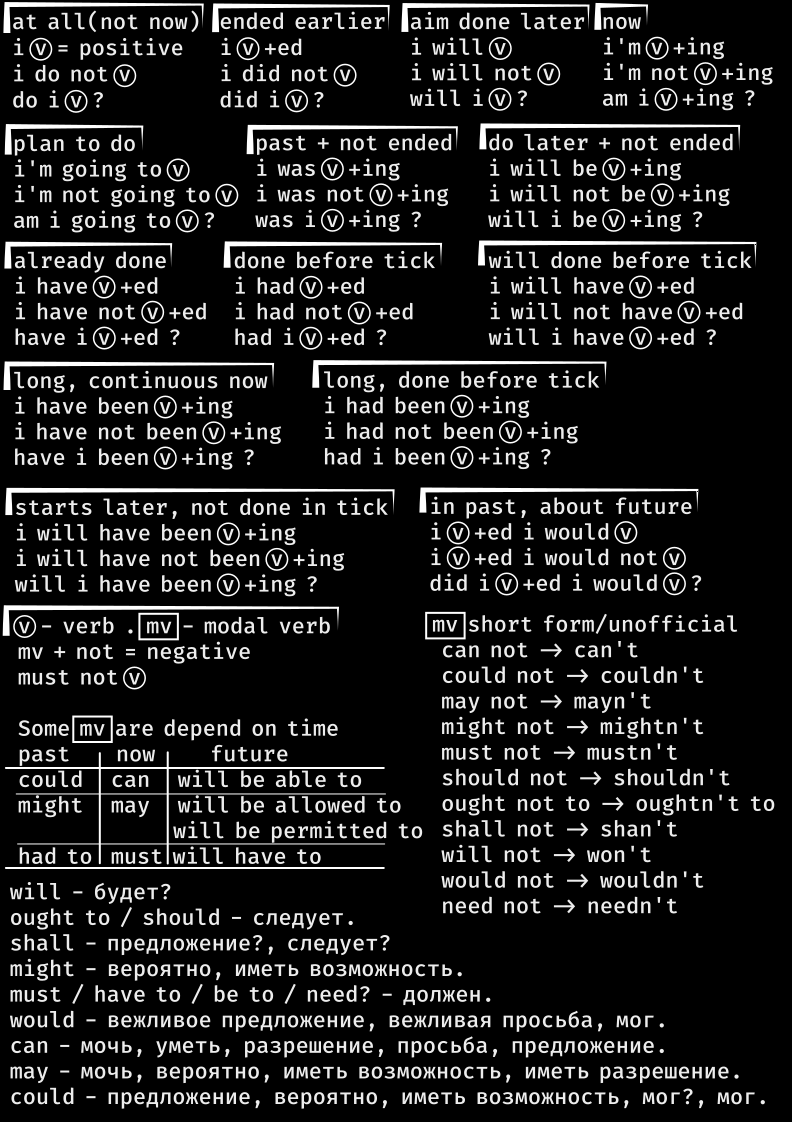 at all(not now)
i ⓥ = positive
i do not ⓥ
do i ⓥ ?
ended earlier
i ⓥ +ed
i did not ⓥ
did i ⓥ ?
aim done later
i will ⓥ
i will not ⓥ
will i ⓥ ?
now
i'm ⓥ +ing
i'm not ⓥ +ing
am i ⓥ +ing ?
plan to do
i'm going to ⓥ
i'm not going to ⓥ
am i going to ⓥ ?
past + not ended
i was ⓥ +ing
i was not ⓥ +ing
was i ⓥ +ing ?
do later + not ended
i will be ⓥ +ing
i will not be ⓥ +ing
will i be ⓥ +ing ?
already done
i have ⓥ +ed
i have not ⓥ +ed
have i ⓥ +ed ?
done before tick
i had ⓥ +ed
i had not ⓥ +ed
had i ⓥ +ed ?
will done before tick
i will have ⓥ +ed
i will not have ⓥ +ed
will i have ⓥ +ed ?
long, continuous now
i have been ⓥ +ing
i have not been ⓥ +ing
have i been ⓥ +ing ?
long, done before tick
i had been ⓥ +ing
i had not been ⓥ +ing
had i been ⓥ +ing ?
starts later, not done in tick
i will have been ⓥ +ing
i will have not been ⓥ +ing
will i have been ⓥ +ing ?
in past, about future
i ⓥ +ed i would ⓥ
i ⓥ +ed i would not ⓥ
did i ⓥ +ed i would ⓥ ?
ⓥ - verb . mv - modal verb
mv + not = negative
must not ⓥ
Some mv are depend on time
past now future
could can will be able to
might may will be allowed to
will be permitted to
had to must will have to
mv short form/unofficial
can not -> can't
could not -> couldn't
may not -> mayn't
might not -> mightn't
must not -> mustn't
should not -> shouldn't
ought not to -> oughtn't to
shall not -> shan't
will not -> won't
would not -> wouldn't
need not -> needn't
will - будет?
ought to / should - следует.
shall - предложение?, следует?
might - вероятно, иметь возможность.
must / have to / be to / need? - должен.
would - вежливое предложение, вежливая просьба, мог.
can - мочь, уметь, разрешение, просьба, предложение.
may - мочь, вероятно, иметь возможность, иметь разрешение.
could - предложение, вероятно, иметь возможность, мог?, мог.